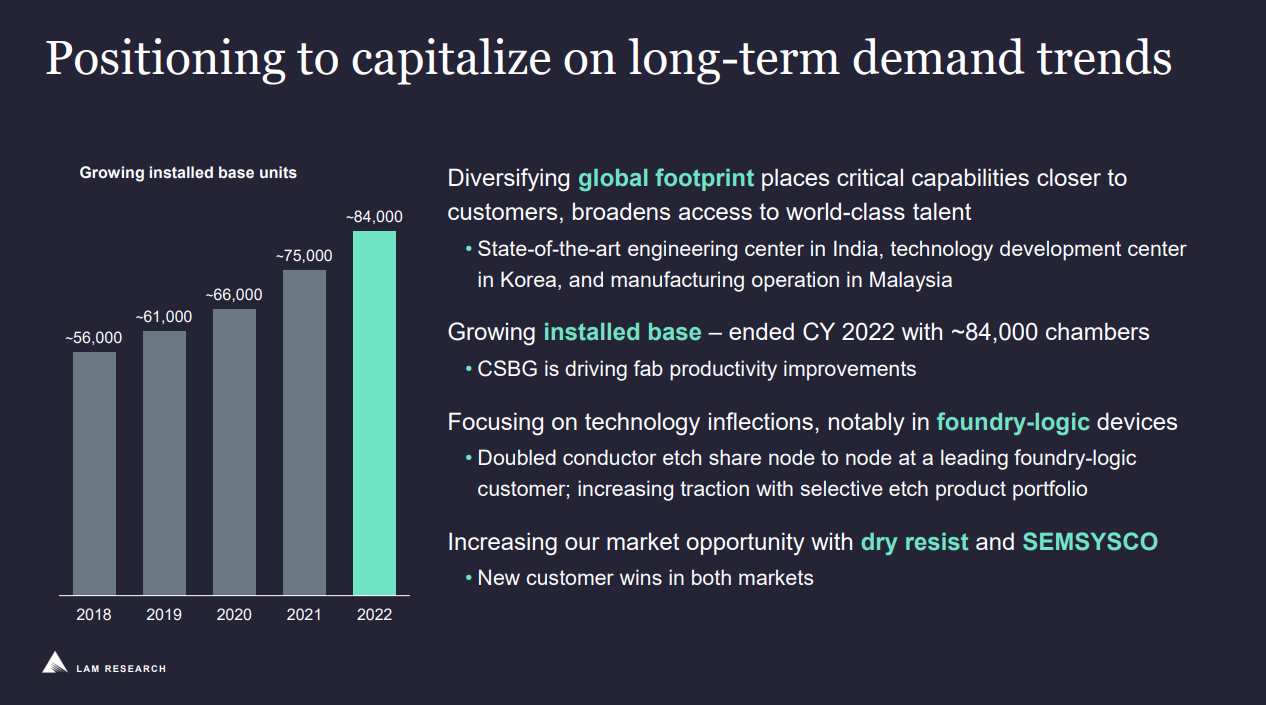 Positioning to capitalize on long-term demand trends
Growing installed base units
~84,000
~75,000
~66,000
~61,000
~56,000
2018 2019 2020 2021 2022
Diversifying global footprint places critical capabilities closer to
customers, broadens access to world-class talent
• State-of-the-art engineering center in India, technology development center
in Korea, and manufacturing operation in Malaysia
Growing installed base – ended CY 2022 with ~84,000 chambers
• CSBG is driving fab productivity improvements
Focusing on technology inflections, notably in foundry-logic devices
• Doubled conductor etch share node to node at a leading foundry-logic
customer; increasing traction with selective etch product portfolio
Increasing our market opportunity with dry resist and SEMSYSCO
• New customer wins in both markets
LAM RESEARCH